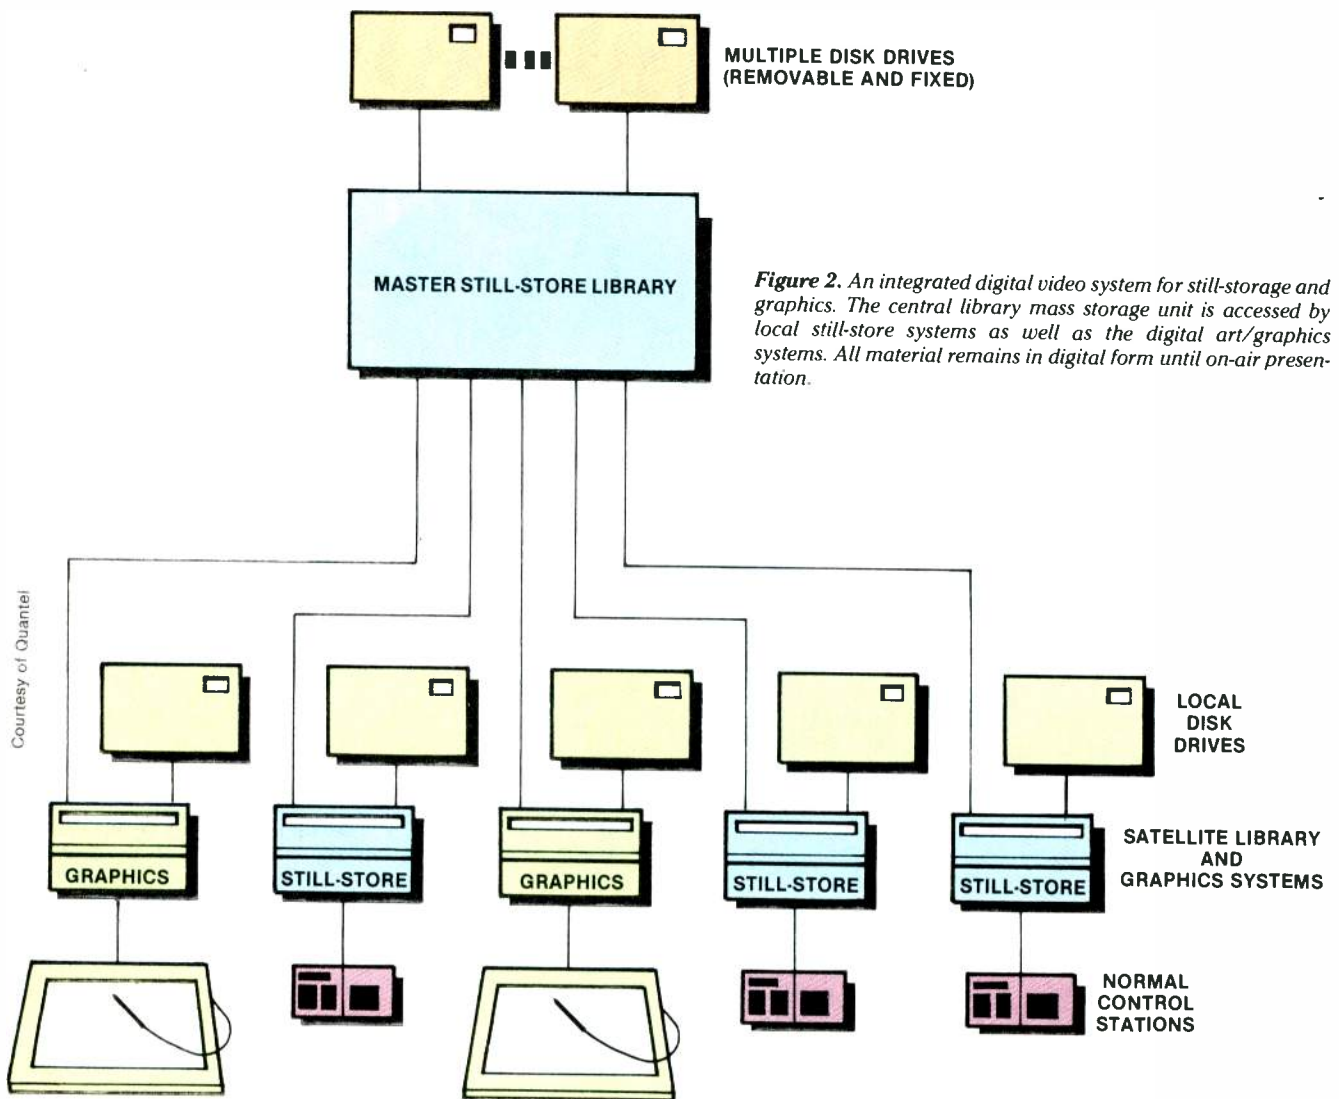 MULTIPLE DISK DRIVES
(REMOVABLE AND FIXED)
MASTER STILL-STORE LIBRARY
Figure 2. An integrated digital video system for still-storage and
graphics. The central library mass storage unit is accessed by
local still-store systems as well as the digital art/graphics
systems. All material remains in digital form until on-air presen-
tation.
Courtesy of Quantel
LOCAL
DISK
DRIVES
GRAPHICS
STILL-STORE
GRAPHICS
STILL-STORE
STILL-STORE
SATELLITE LIBRARY
AND
GRAPHICS SYSTEMS
NORMAL
CONTROL
STATIONS